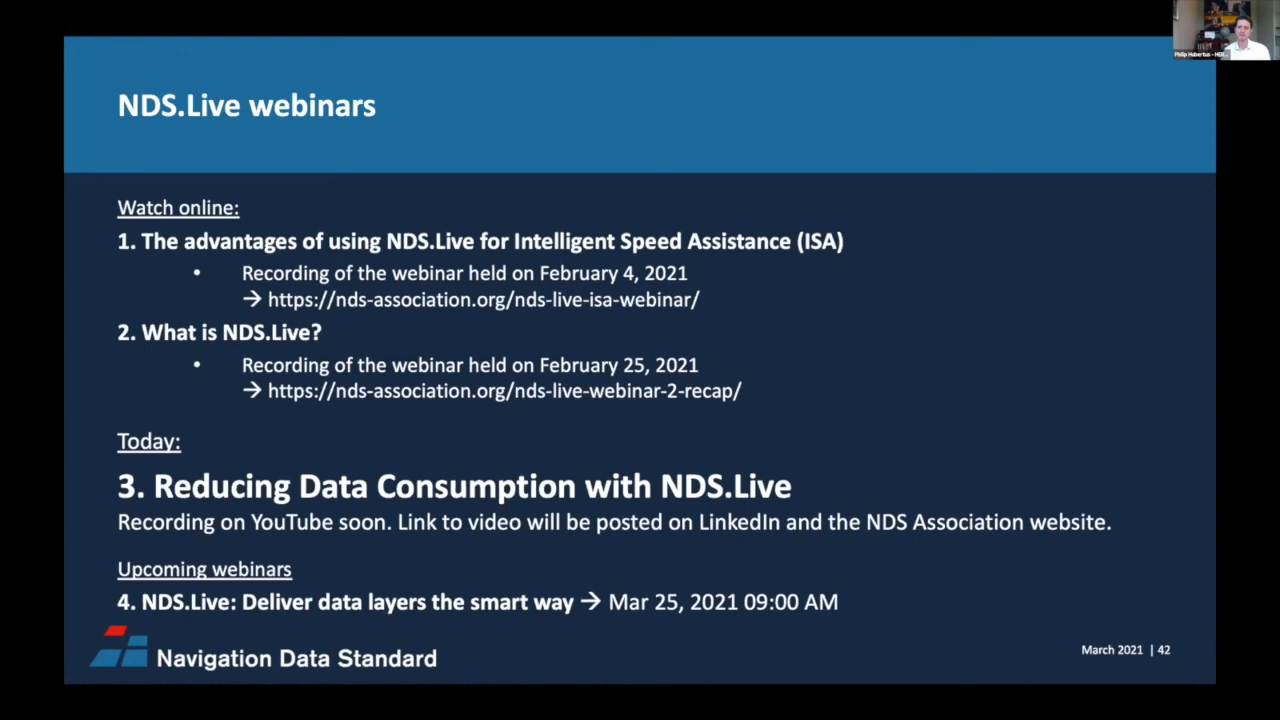 Philip Hubertus - HER...
NDS.Live webinars
Watch online:
1. The advantages of using NDS.Live for Intelligent Speed Assistance (ISA)
• Recording of the webinar held on February 4, 2021
→ https://nds-association.org/nds-live-isa-webinar/
2. What is NDS.Live?
• Recording of the webinar held on February 25, 2021
→ https://nds-association.org/nds-live-webinar-2-recap/
Today:
3. Reducing Data Consumption with NDS.Live
Recording on YouTube soon. Link to video will be posted on LinkedIn and the NDS Association website.
Upcoming webinars
4. NDS.Live: Deliver data layers the smart way → Mar 25, 2021 09:00 AM
Navigation Data Standard
March 2021 | 42